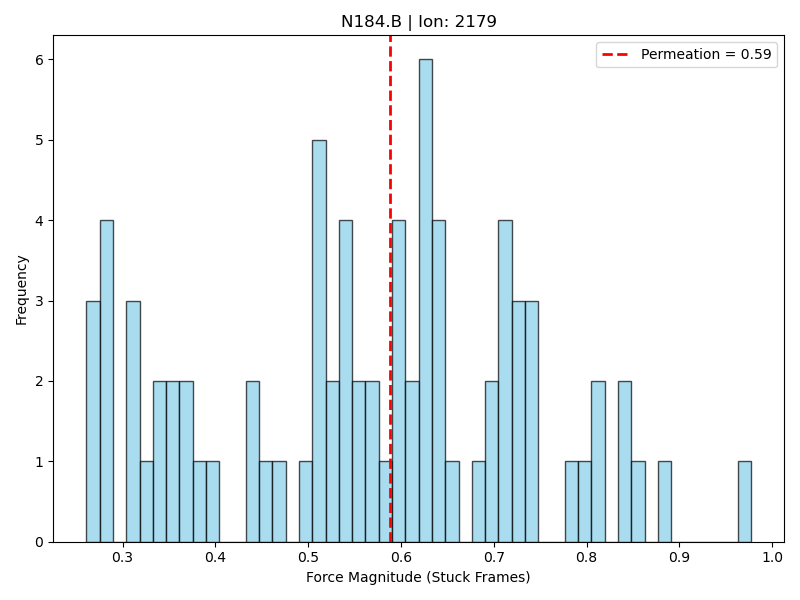 N184.B | Ion: 2179
Permeation = 0.59
Frequency
6
5
4
3
2
1
0
0.3 0.4 0.5 0.6 0.7 0.8 0.9 1.0
Force Magnitude (Stuck Frames)